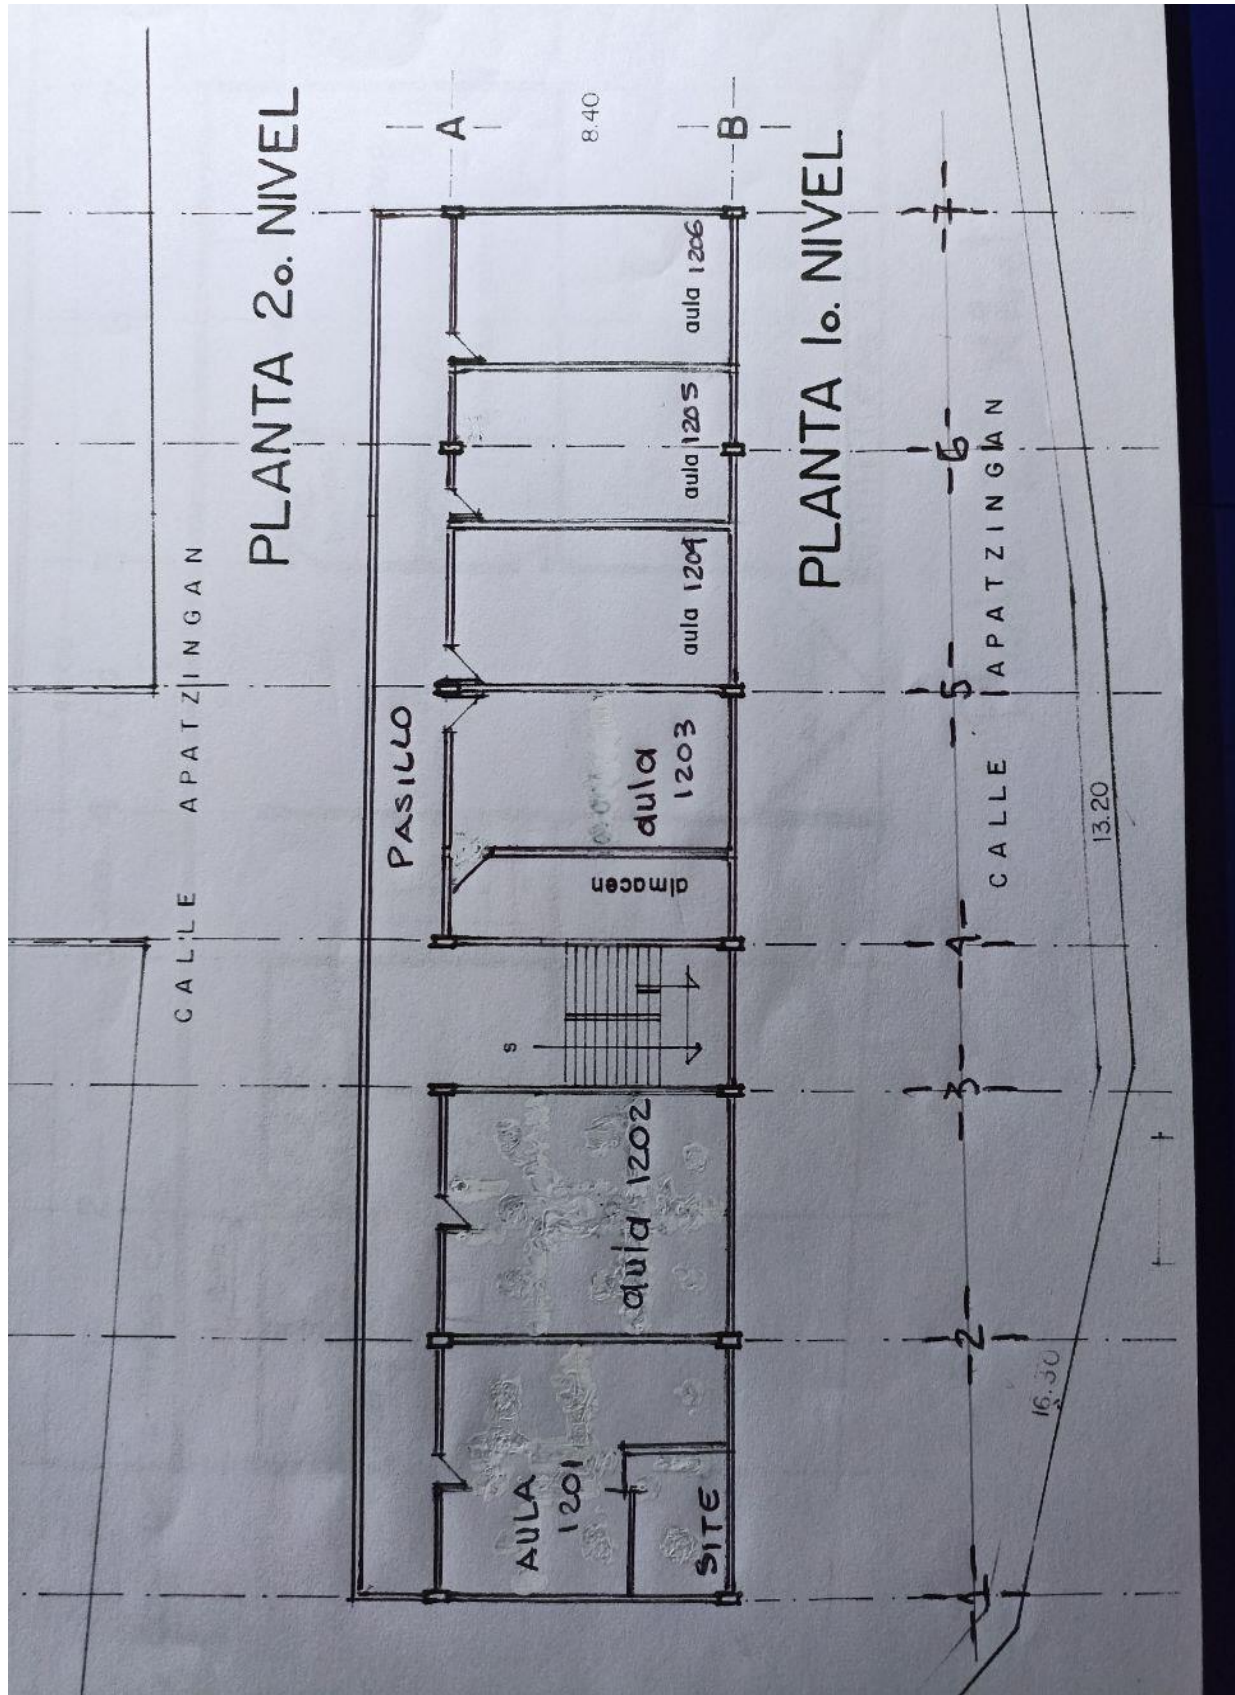 CALLE APATZINGAN
PLANTA 2o. NIVEL
PASILLO
A
8.40
B
AULA
1201
SITE
aula 1202
S
almacen
aula
1203
aula 1204
aula 1205
aula 1206
PLANTA 1o. NIVEL
1
2
3
4
5
6
7
CALLE APATZINGAN
16.30
13.20